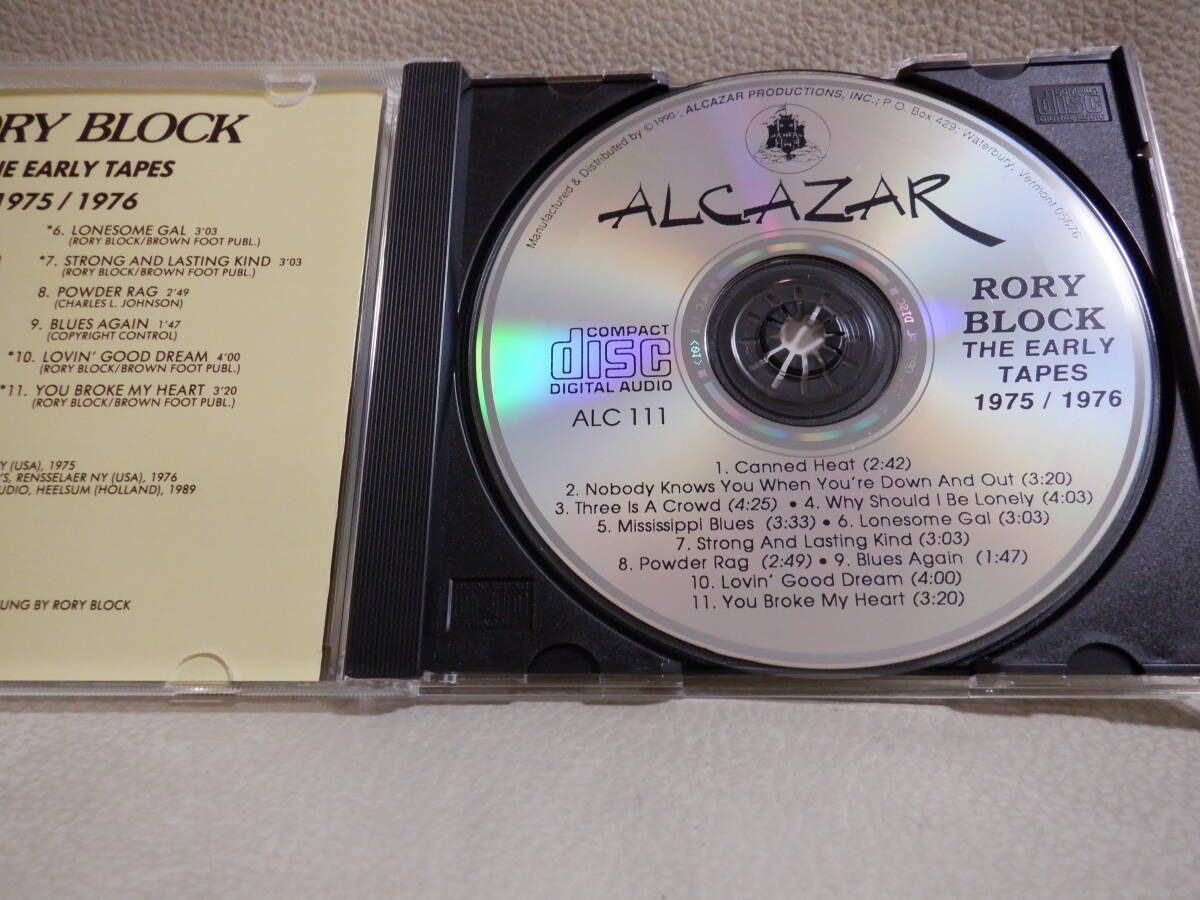 ORY BLOCK
HE EARLY TAPES
1975 / 1976
*6. LONESOME GAL 3'03
(RORY BLOCK/BROWN FOOT PUBL.)
*7. STRONG AND LASTING KIND 3'03
(RORY BLOCK/BROWN FOOT PUBL.)
8. POWDER RAG 2'49
(CHARLES L. JOHNSON)
9. BLUES AGAIN 1'47
(COPYRIGHT CONTROL)
*10. LOVIN' GOOD DREAM 4'00
(RORY BLOCK/BROWN FOOT PUBL.)
*11. YOU BROKE MY HEART 3'20
(RORY BLOCK/BROWN FOOT PUBL.)
Y (USA), 1975
'S, RENSSELAER NY (USA), 1976
UDIO, HEELSUM (HOLLAND), 1989
UNG BY RORY BLOCK
Manufactured & Distributed by ©1990, ALCAZAR PRODUCTIONS, INC.; P.O. Box 429; Waterbury, Vermont 05676
ALCAZAR
RORY
BLOCK
THE EARLY
TAPES
1975 / 1976
COMPACT
disc
DIGITAL AUDIO
ALC 111
1. Canned Heat (2:42)
2. Nobody Knows You When You're Down And Out (3:20)
3. Three Is A Crowd (4:25) • 4. Why Should I Be Lonely (4:03)
5. Mississippi Blues (3:33) • 6. Lonesome Gal (3:03)
7. Strong And Lasting Kind (3:03)
8. Powder Rag (2:49) • 9. Blues Again (1:47)
10. Lovin' Good Dream (4:00)
11. You Broke My Heart (3:20)
COMPACT
disc
DIGITAL AUDIO